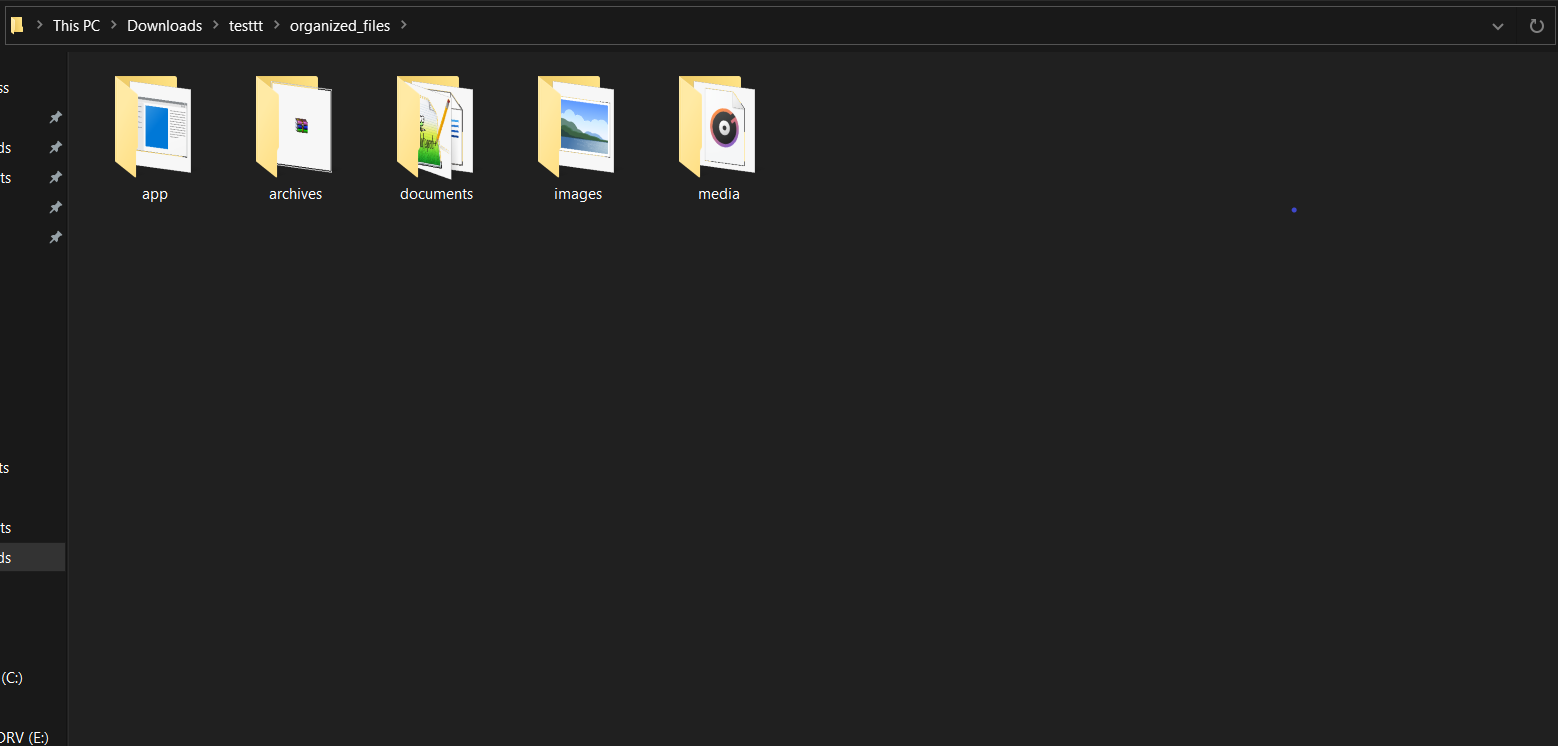 This PC Downloads testtt organized_files
ss
ds
ts
app archives documents images media
ts
ts
ds
(C:)
DRV (E:)